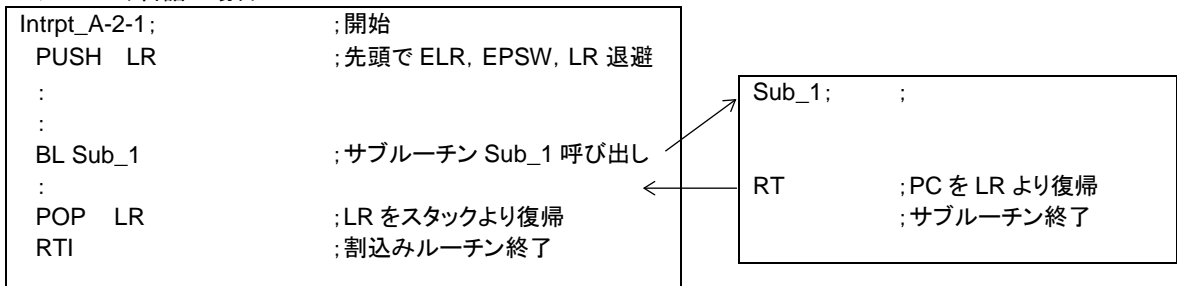 Intrpt_A-2-1; ;開始
PUSH LR ;先頭で ELR, EPSW, LR 退避
:
:
BL Sub_1 ;サブルーチン Sub_1 呼び出し
:
POP LR ;LR をスタックより復帰
RTI ;割込みルーチン終了
Sub_1; ;
RT ;PC を LR より復帰
;サブルーチン終了